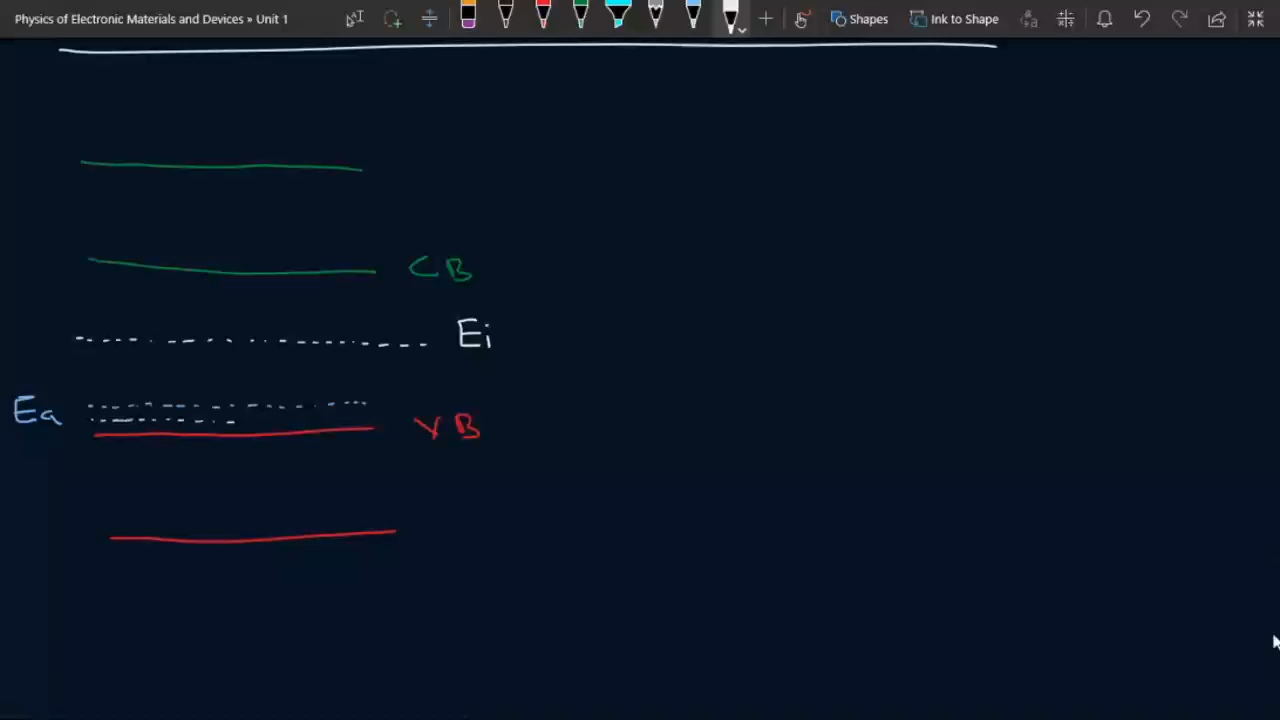 Physics of Electronic Materials and Devices » Unit 1
Shapes
Ink to Shape
CB
Ei
Ea
VB